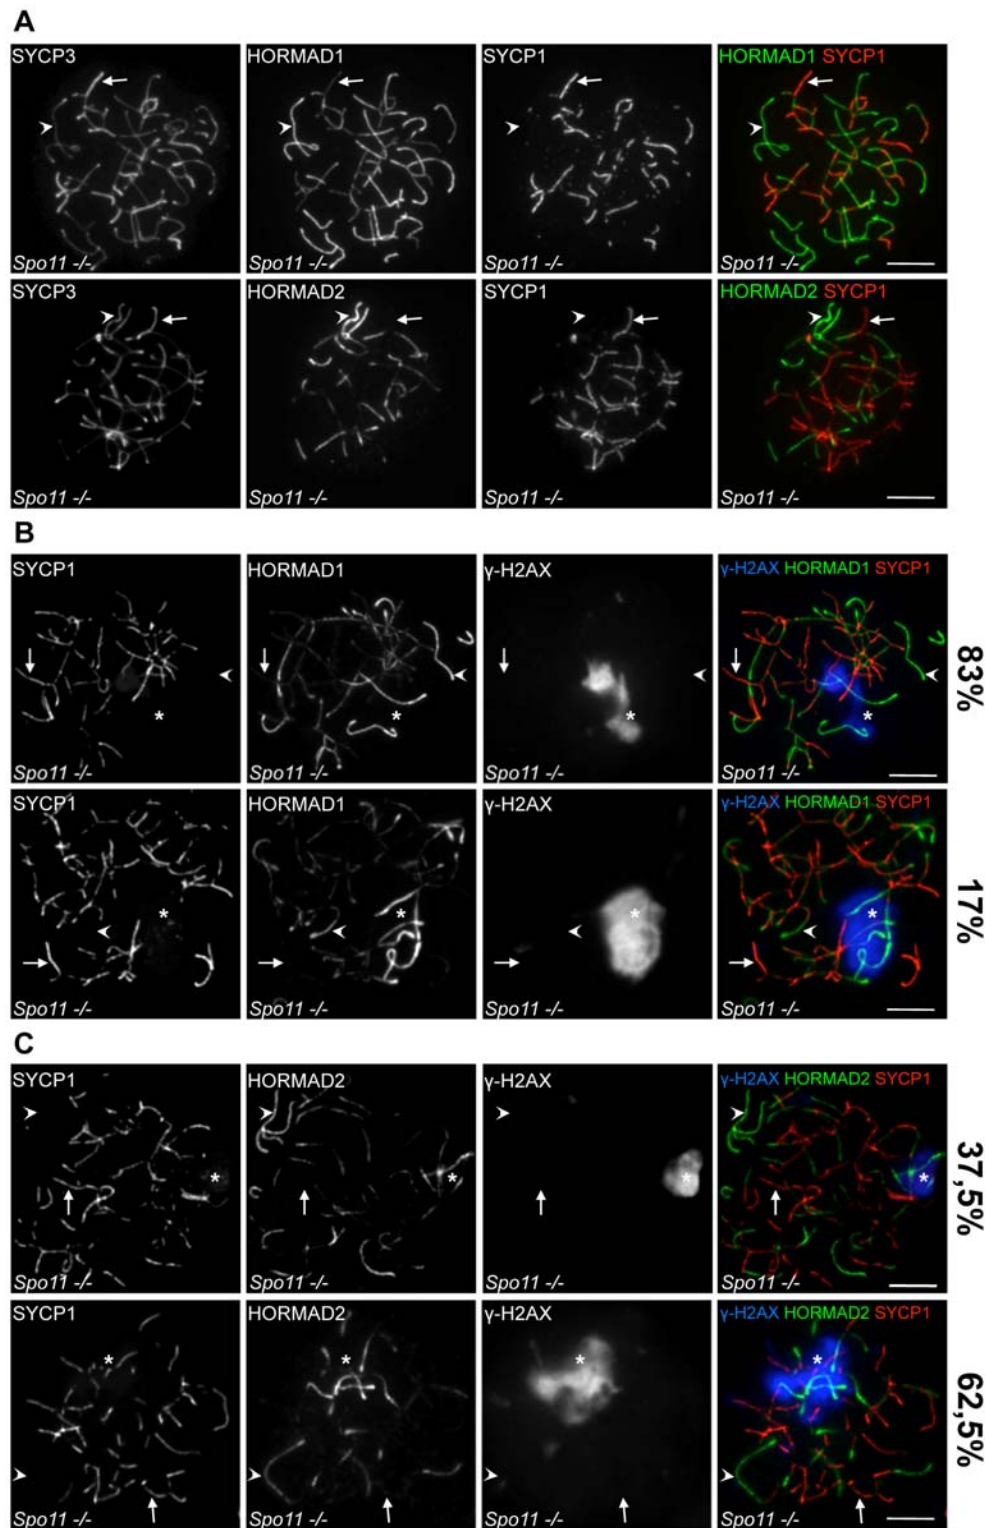 A
SYCP3 HORMAD1 SYCP1 HORMAD1 SYCP1
Spo11 -/- Spo11 -/- Spo11 -/- Spo11 -/-
SYCP3 HORMAD2 SYCP1 HORMAD2 SYCP1
Spo11 -/- Spo11 -/- Spo11 -/- Spo11 -/-
B
SYCP1 HORMAD1 γ-H2AX γ-H2AX HORMAD1 SYCP1
* * * *
Spo11 -/- Spo11 -/- Spo11 -/- Spo11 -/-
83%
SYCP1 HORMAD1 γ-H2AX γ-H2AX HORMAD1 SYCP1
* * * *
Spo11 -/- Spo11 -/- Spo11 -/- Spo11 -/-
17%
C
SYCP1 HORMAD2 γ-H2AX γ-H2AX HORMAD2 SYCP1
* * * *
Spo11 -/- Spo11 -/- Spo11 -/- Spo11 -/-
37,5%
SYCP1 HORMAD2 γ-H2AX γ-H2AX HORMAD2 SYCP1
* * * *
Spo11 -/- Spo11 -/- Spo11 -/- Spo11 -/-
62,5%